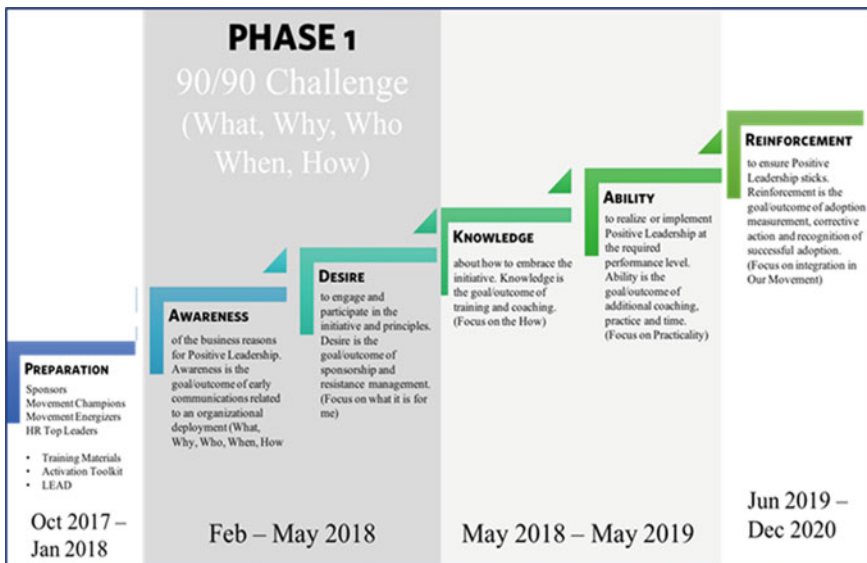 PHASE 1
90/90 Challenge
(What, Why, Who
When, How)
PREPARATION
Sponsors
Movement Champions
Movement Energizers
HR Top Leaders
• Training Materials
• Activation Toolkit
• LEAD
Oct 2017 –
Jan 2018
AWARENESS
of the business reasons
for Positive Leadership.
Awareness is the
goal/outcome of early
communications related
to an organizational
deployment (What,
Why, Who, When, How
DESIRE
to engage and
participate in the
initiative and principles.
Desire is the
goal/outcome of
sponsorship and
resistance management.
(Focus on what it is for
me)
Feb – May 2018
KNOWLEDGE
about how to embrace the
initiative. Knowledge is
the goal/outcome of
training and coaching.
(Focus on the How)
ABILITY
to realize or implement
Positive Leadership at
the required
performance level.
Ability is the
goal/outcome of
additional coaching,
practice and time.
(Focus on Practicality)
May 2018 – May 2019
REINFORCEMENT
to ensure Positive
Leadership sticks.
Reinforcement is the
goal/outcome of adoption
measurement, corrective
action and recognition of
successful adoption.
(Focus on integration in
Our Movement)
Jun 2019 –
Dec 2020